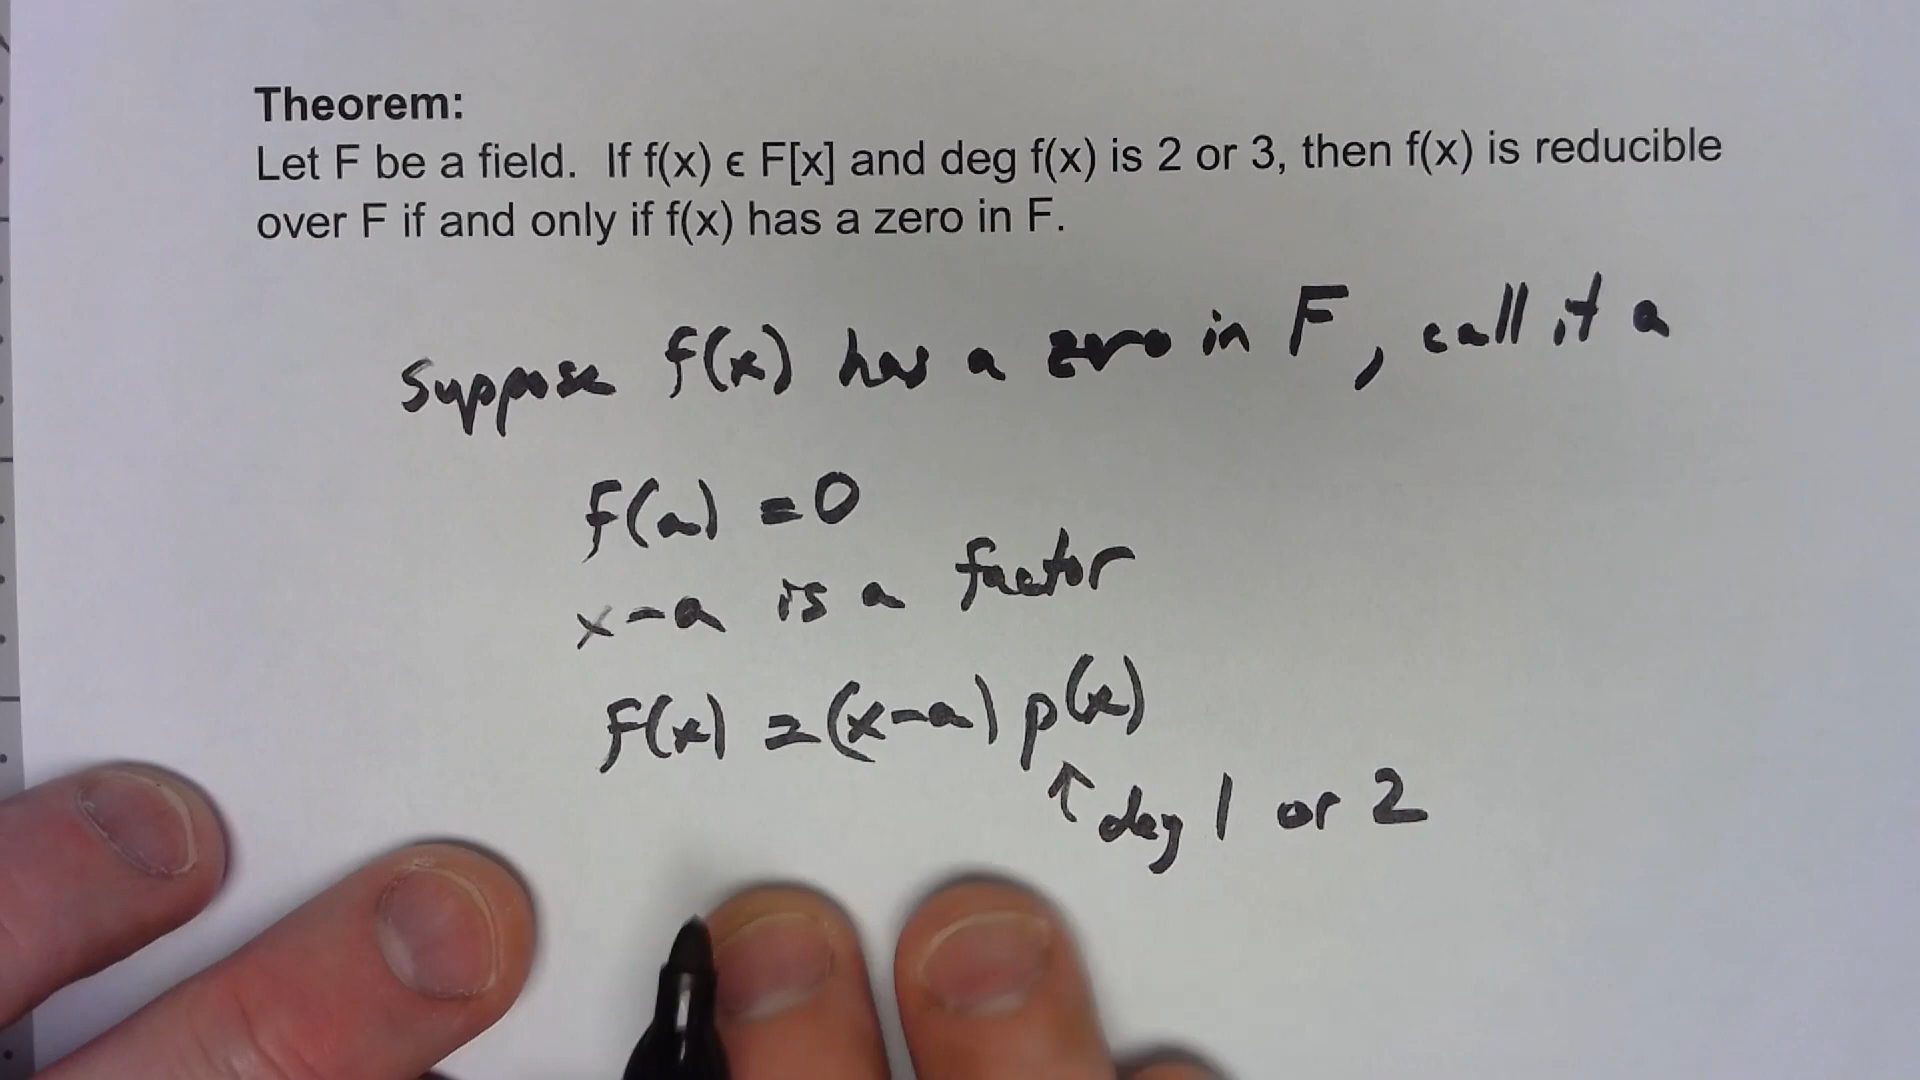 Theorem:
Let F be a field. If f(x) ϵ F[x] and deg f(x) is 2 or 3, then f(x) is reducible
over F if and only if f(x) has a zero in F.
Suppose f(x) has a zero in F, call it a
f(a) = 0
x-a is a factor
f(x) = (x-a) p(x)
↑ deg 1 or 2